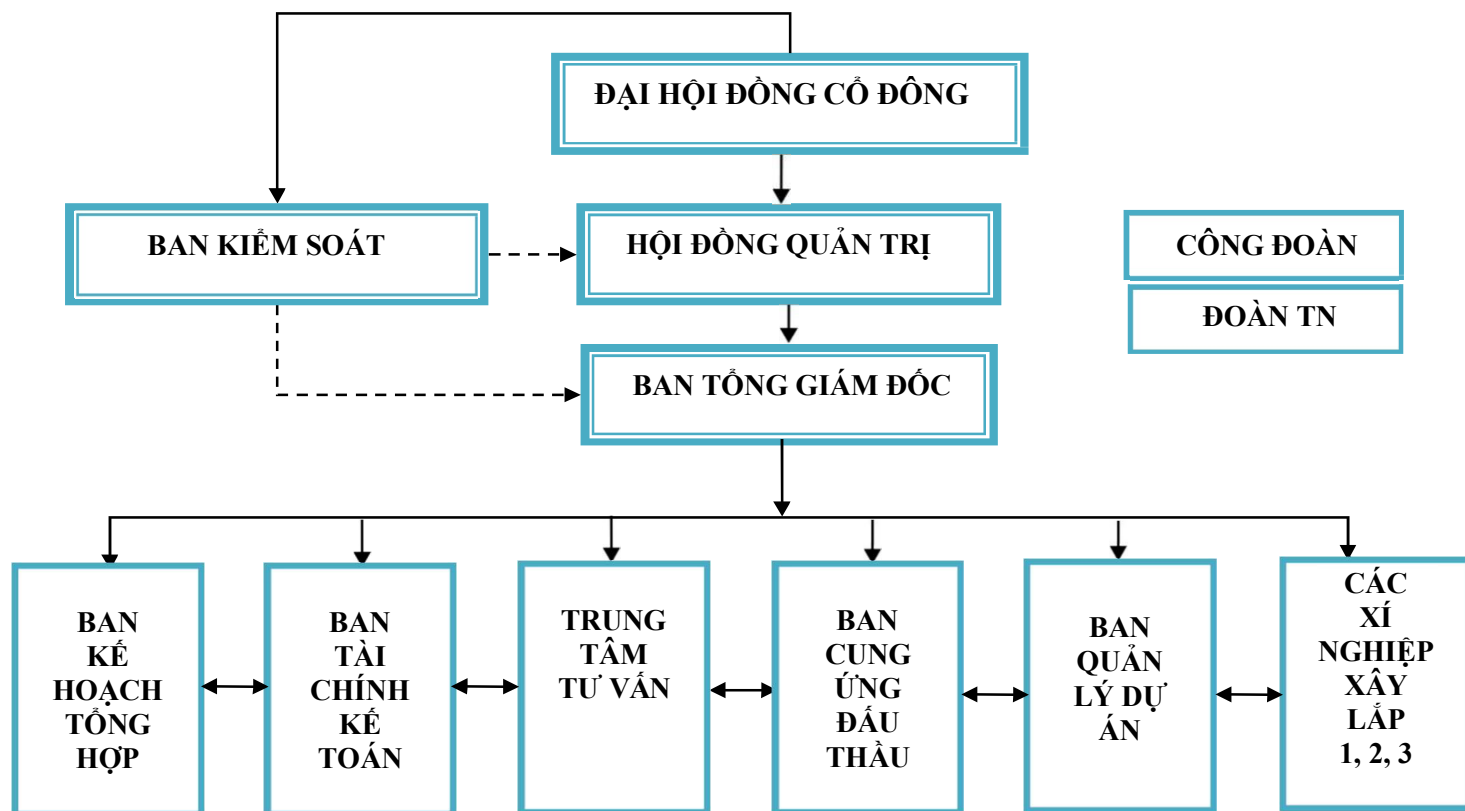 ĐẠI HỘI ĐỒNG CỔ ĐÔNG
BAN KIỂM SOÁT
HỘI ĐỒNG QUẢN TRỊ
CÔNG ĐOÀN
ĐOÀN TN
BAN TỔNG GIÁM ĐỐC
BAN
KẾ
HOẠCH
TỔNG
HỢP
BAN
TÀI
CHÍNH
KẾ
TOÁN
TRUNG
TÂM
TƯ VẤN
BAN
CUNG
ỨNG
ĐẤU
THẦU
BAN
QUẢN
LÝ DỰ
ÁN
CÁC
XÍ
NGHIỆP
XÂY
LẮP
1, 2, 3